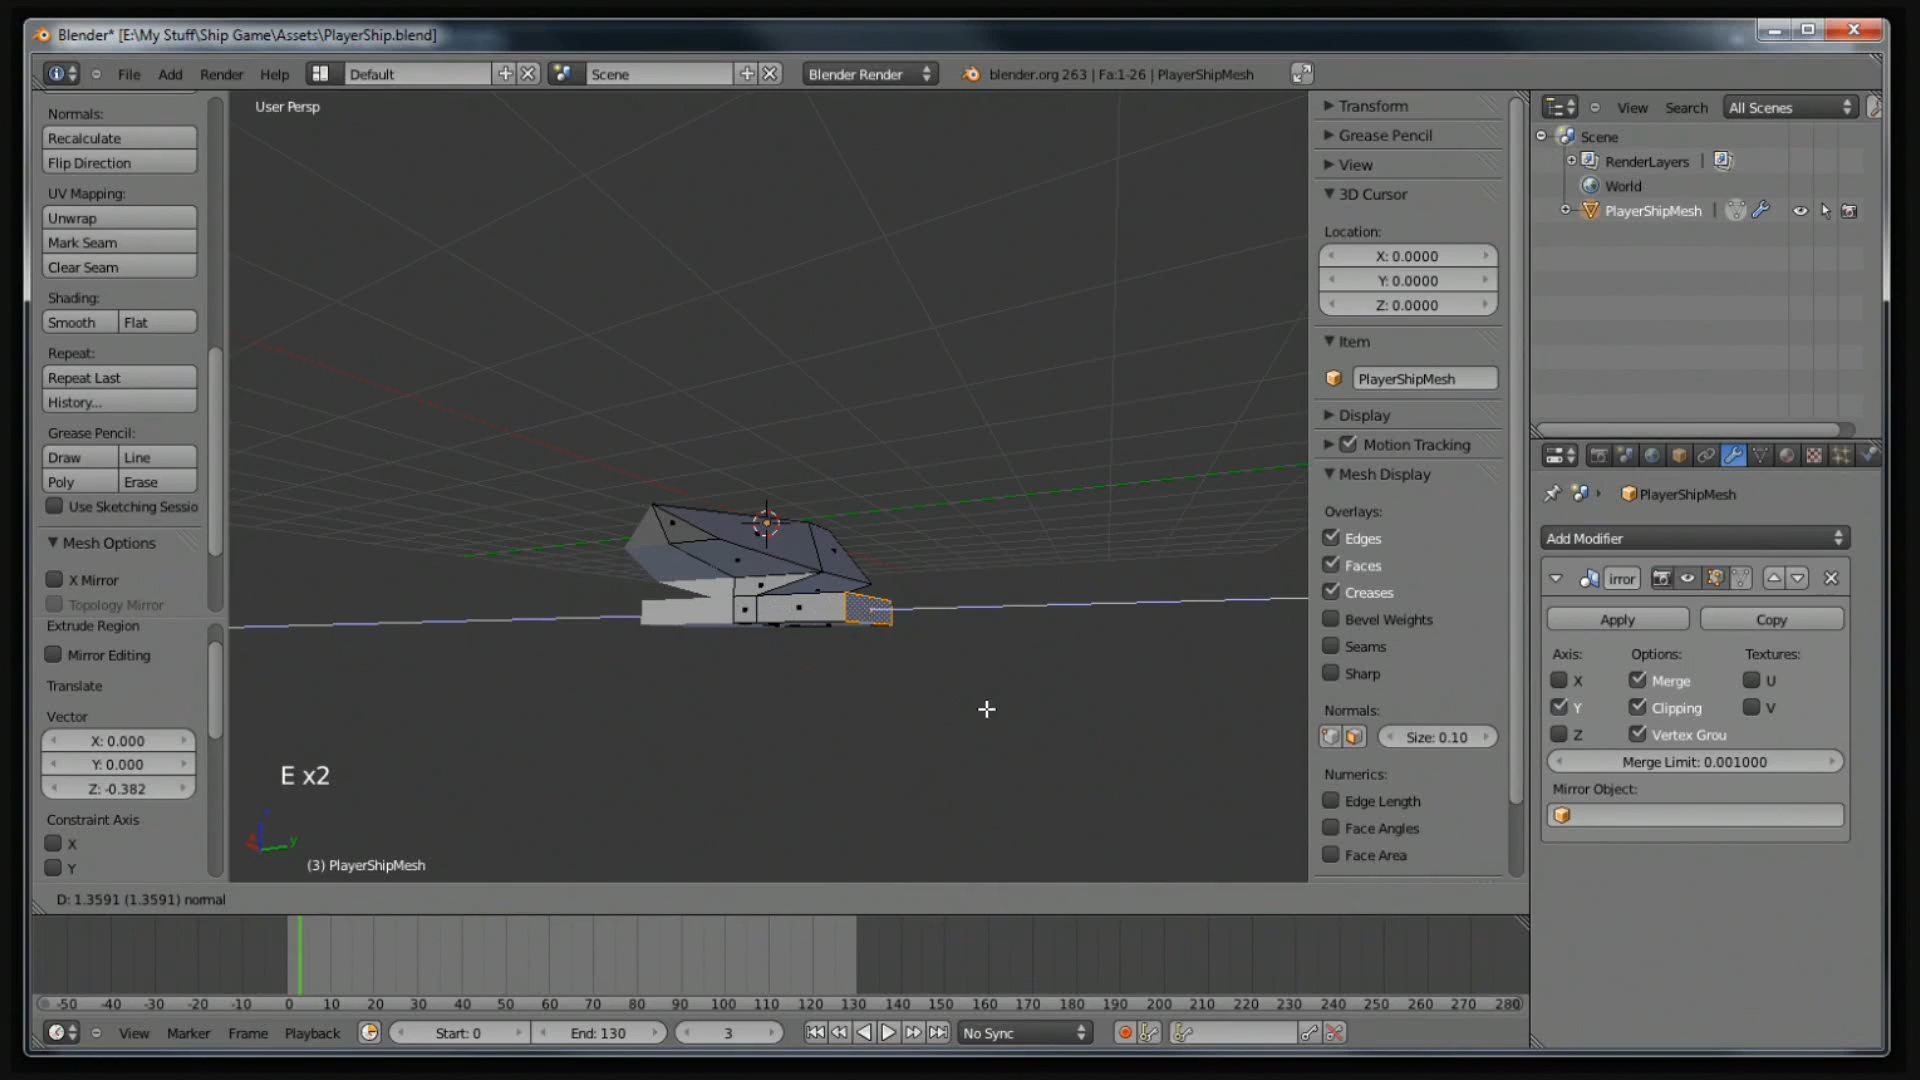 Blender* [E:\My Stuff\Ship Game\Assets\PlayerShip.blend]
File Add Render Help Default Scene Blender Render blender.org 263 | Fa:1-26 | PlayerShipMesh
Normals:
Recalculate
Flip Direction
UV Mapping:
Unwrap
Mark Seam
Clear Seam
Shading:
Smooth Flat
Repeat:
Repeat Last
History...
Grease Pencil:
Draw Line
Poly Erase
Use Sketching Sessio
Mesh Options
X Mirror
Topology Mirror
Extrude Region
Mirror Editing
Translate
Vector
X: 0.000
Y: 0.000
Z: -0.382
Constraint Axis
X
Y
User Persp
E x2
y
(3) PlayerShipMesh
D: 1.3591 (1.3591) normal
Transform
Grease Pencil
View
3D Cursor
Location:
X: 0.0000
Y: 0.0000
Z: 0.0000
Item
PlayerShipMesh
Display
Motion Tracking
Mesh Display
Overlays:
Edges
Faces
Creases
Bevel Weights
Seams
Sharp
Normals:
Size: 0.10
Numerics:
Edge Length
Face Angles
Face Area
View Search All Scenes
Scene
RenderLayers
World
PlayerShipMesh
PlayerShipMesh
Add Modifier
irror
Apply Copy
Axis: Options: Textures:
X Merge U
Y Clipping V
Z Vertex Grou
Merge Limit: 0.001000
Mirror Object:
-50 -40 -30 -20 -10 0 10 20 30 40 50 60 70 80 90 100 110 120 130 140 150 160 170 180 190 200 210 220 230 240 250 260 270 280
View Marker Frame Playback Start: 0 End: 130 3 No Sync